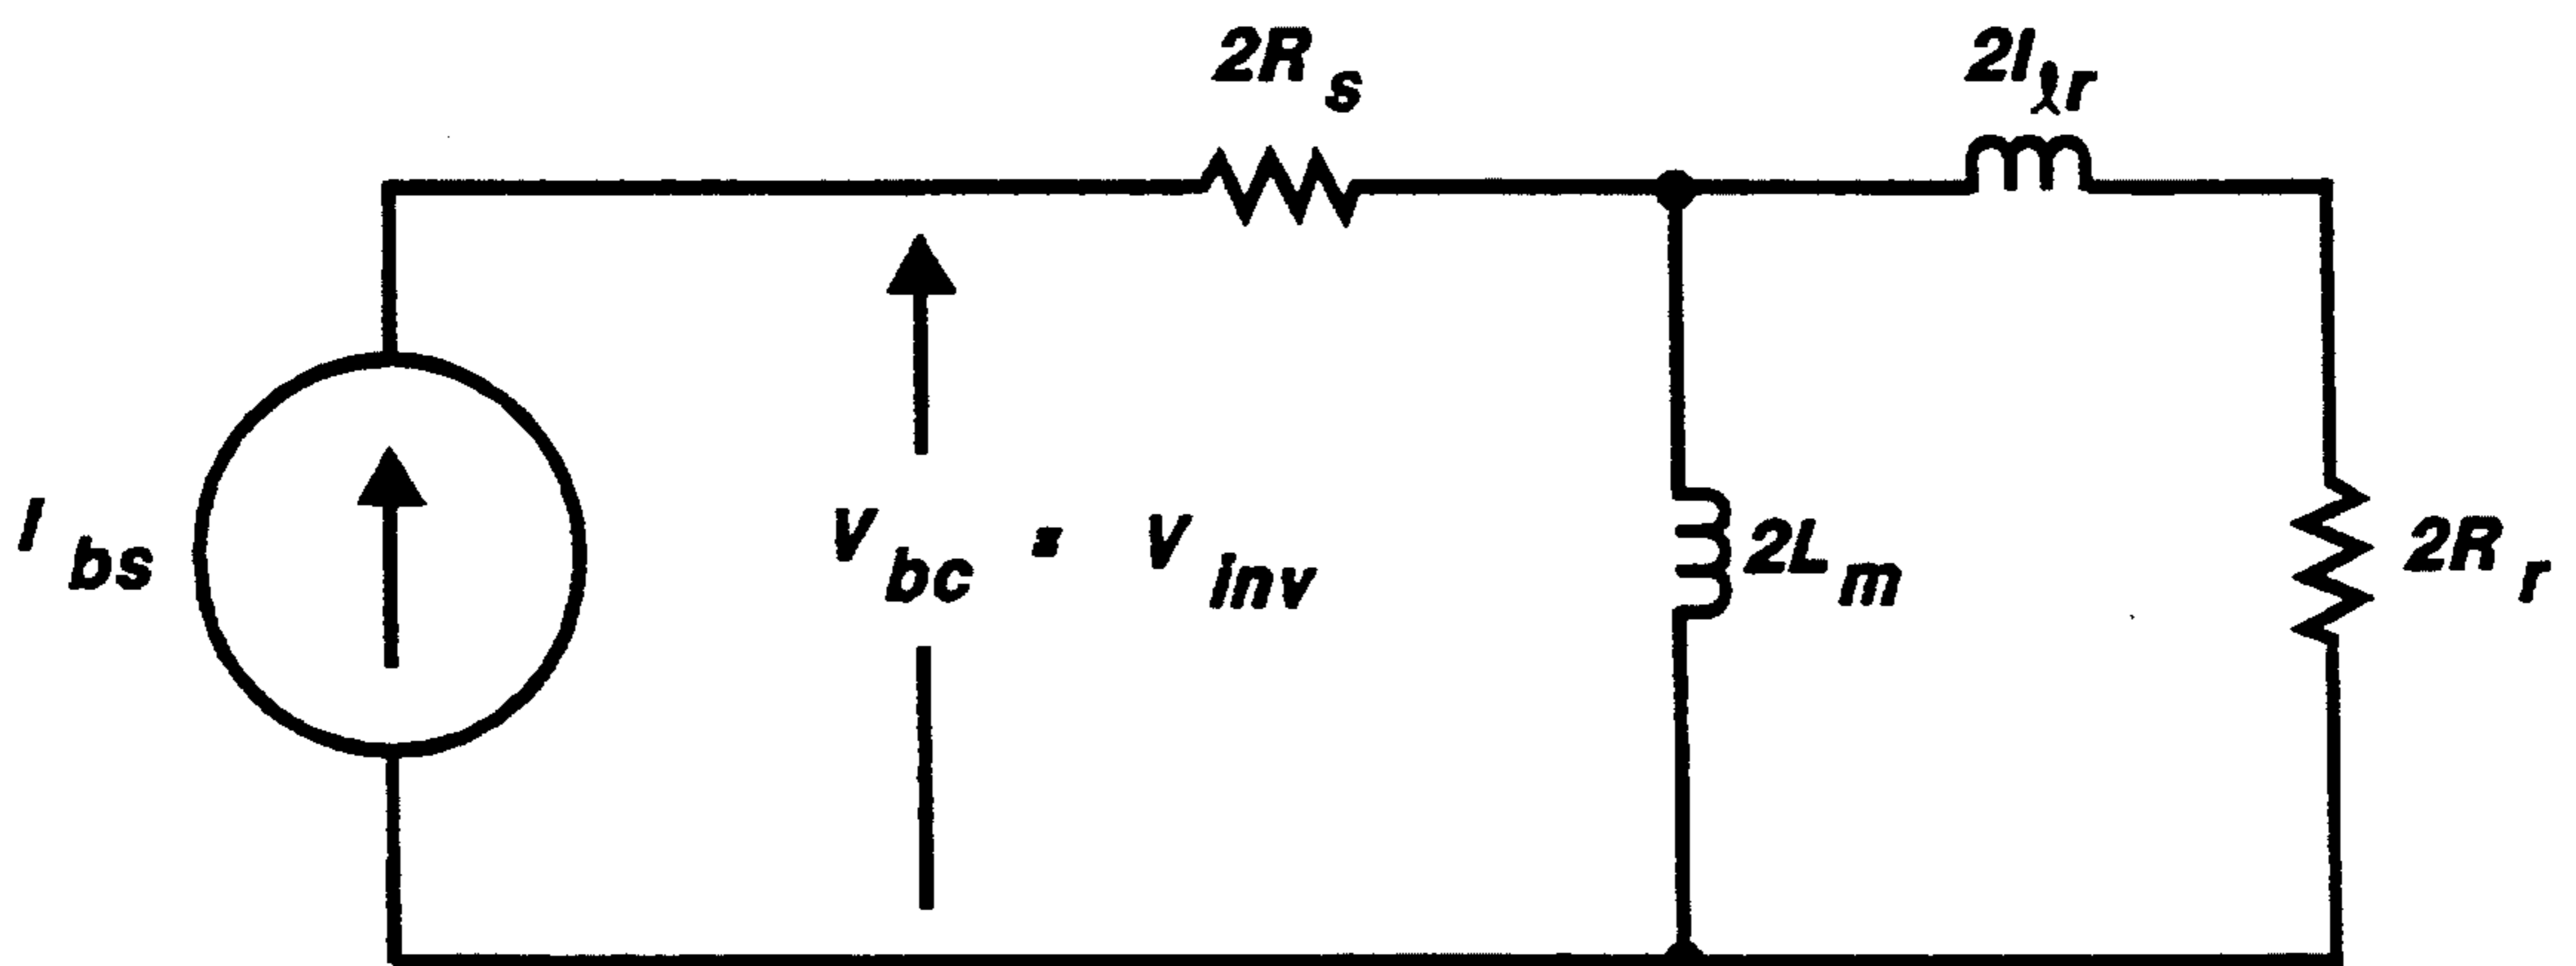 2R s
2l ℓr
I bs
V bc = V inv
2L m
2R r